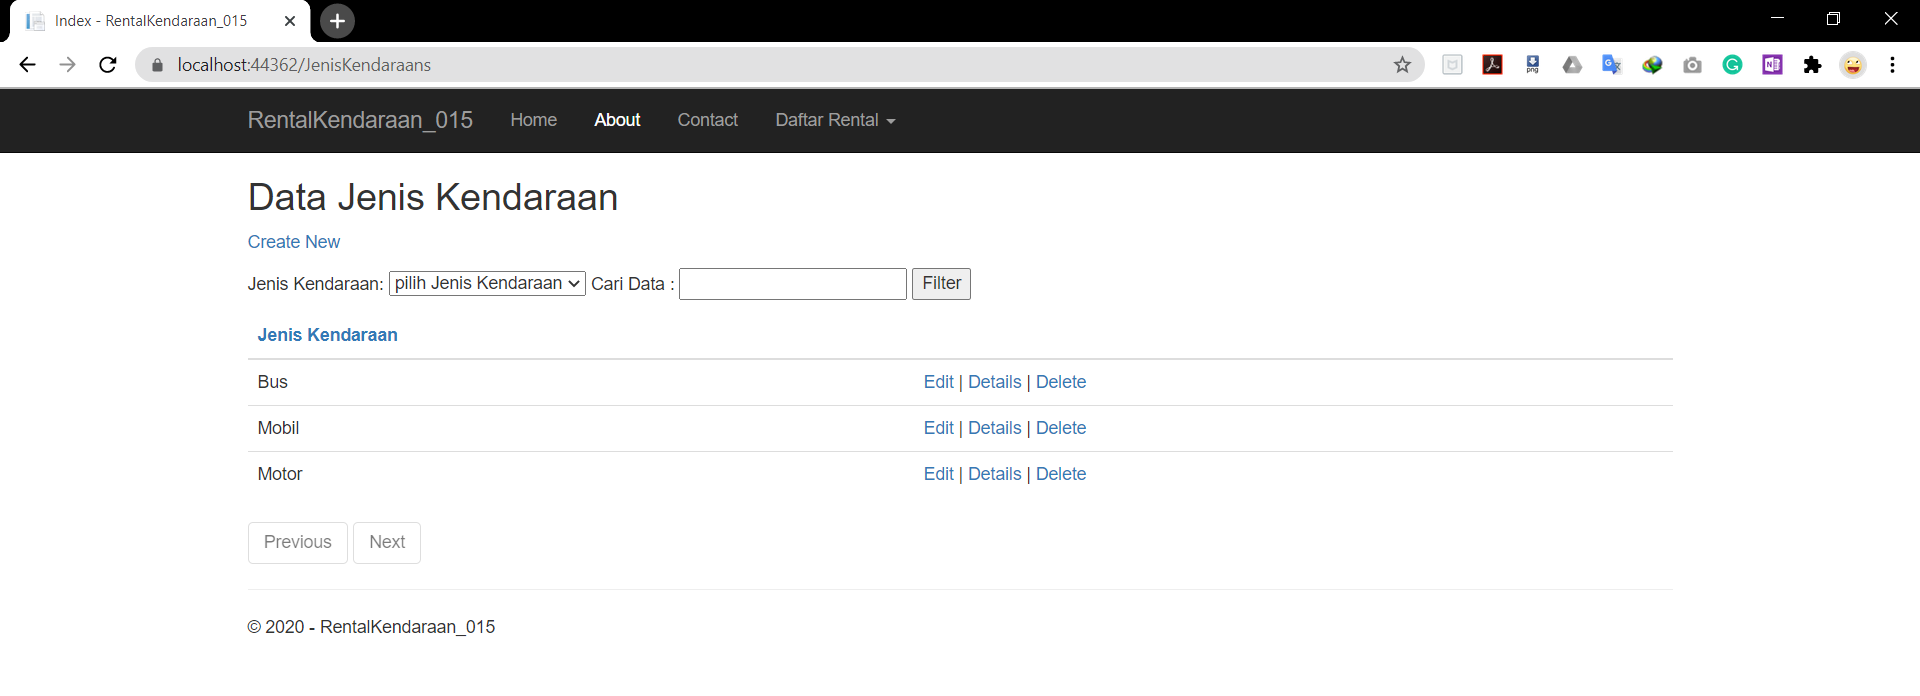 Index - RentalKendaraan_015
localhost:44362/JenisKendaraans
png
RentalKendaraan_015 Home About Contact Daftar Rental
Data Jenis Kendaraan
Create New
Jenis Kendaraan: pilih Jenis Kendaraan Cari Data : Filter
Jenis Kendaraan
Bus Edit | Details | Delete
Mobil Edit | Details | Delete
Motor Edit | Details | Delete
Previous Next
© 2020 - RentalKendaraan_015